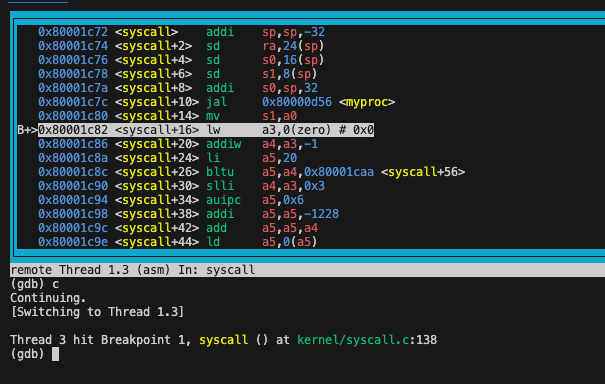 0x80001c72 <syscall> addi sp,sp,-32
0x80001c74 <syscall+2> sd ra,24(sp)
0x80001c76 <syscall+4> sd s0,16(sp)
0x80001c78 <syscall+6> sd s1,8(sp)
0x80001c7a <syscall+8> addi s0,sp,32
0x80001c7c <syscall+10> jal 0x80000d56 <myproc>
0x80001c80 <syscall+14> mv s1,a0
B+>0x80001c82 <syscall+16> lw a3,0(zero) # 0x0
0x80001c86 <syscall+20> addiw a4,a3,-1
0x80001c8a <syscall+24> li a5,20
0x80001c8c <syscall+26> bltu a5,a4,0x80001caa <syscall+56>
0x80001c90 <syscall+30> slli a4,a3,0x3
0x80001c94 <syscall+34> auipc a5,0x6
0x80001c98 <syscall+38> addi a5,a5,-1228
0x80001c9c <syscall+42> add a5,a5,a4
0x80001c9e <syscall+44> ld a5,0(a5)
remote Thread 1.3 (asm) In: syscall
(gdb) c
Continuing.
[Switching to Thread 1.3]
Thread 3 hit Breakpoint 1, syscall () at kernel/syscall.c:138
(gdb)